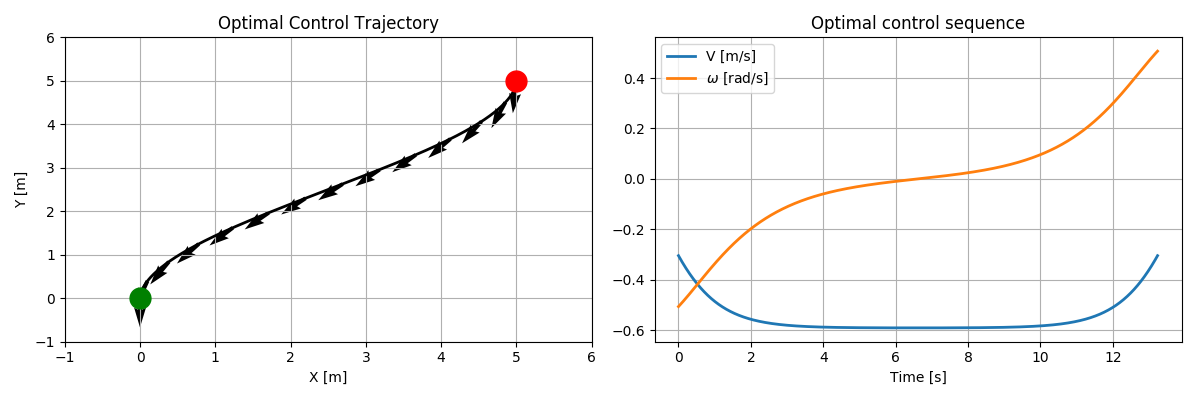 Optimal Control Trajectory
Y [m]
6
5
4
3
2
1
0
−1
−1 0 1 2 3 4 5 6
X [m]
Optimal control sequence
V [m/s]
ω [rad/s]
0.4
0.2
0.0
−0.2
−0.4
−0.6
0 2 4 6 8 10 12
Time [s]